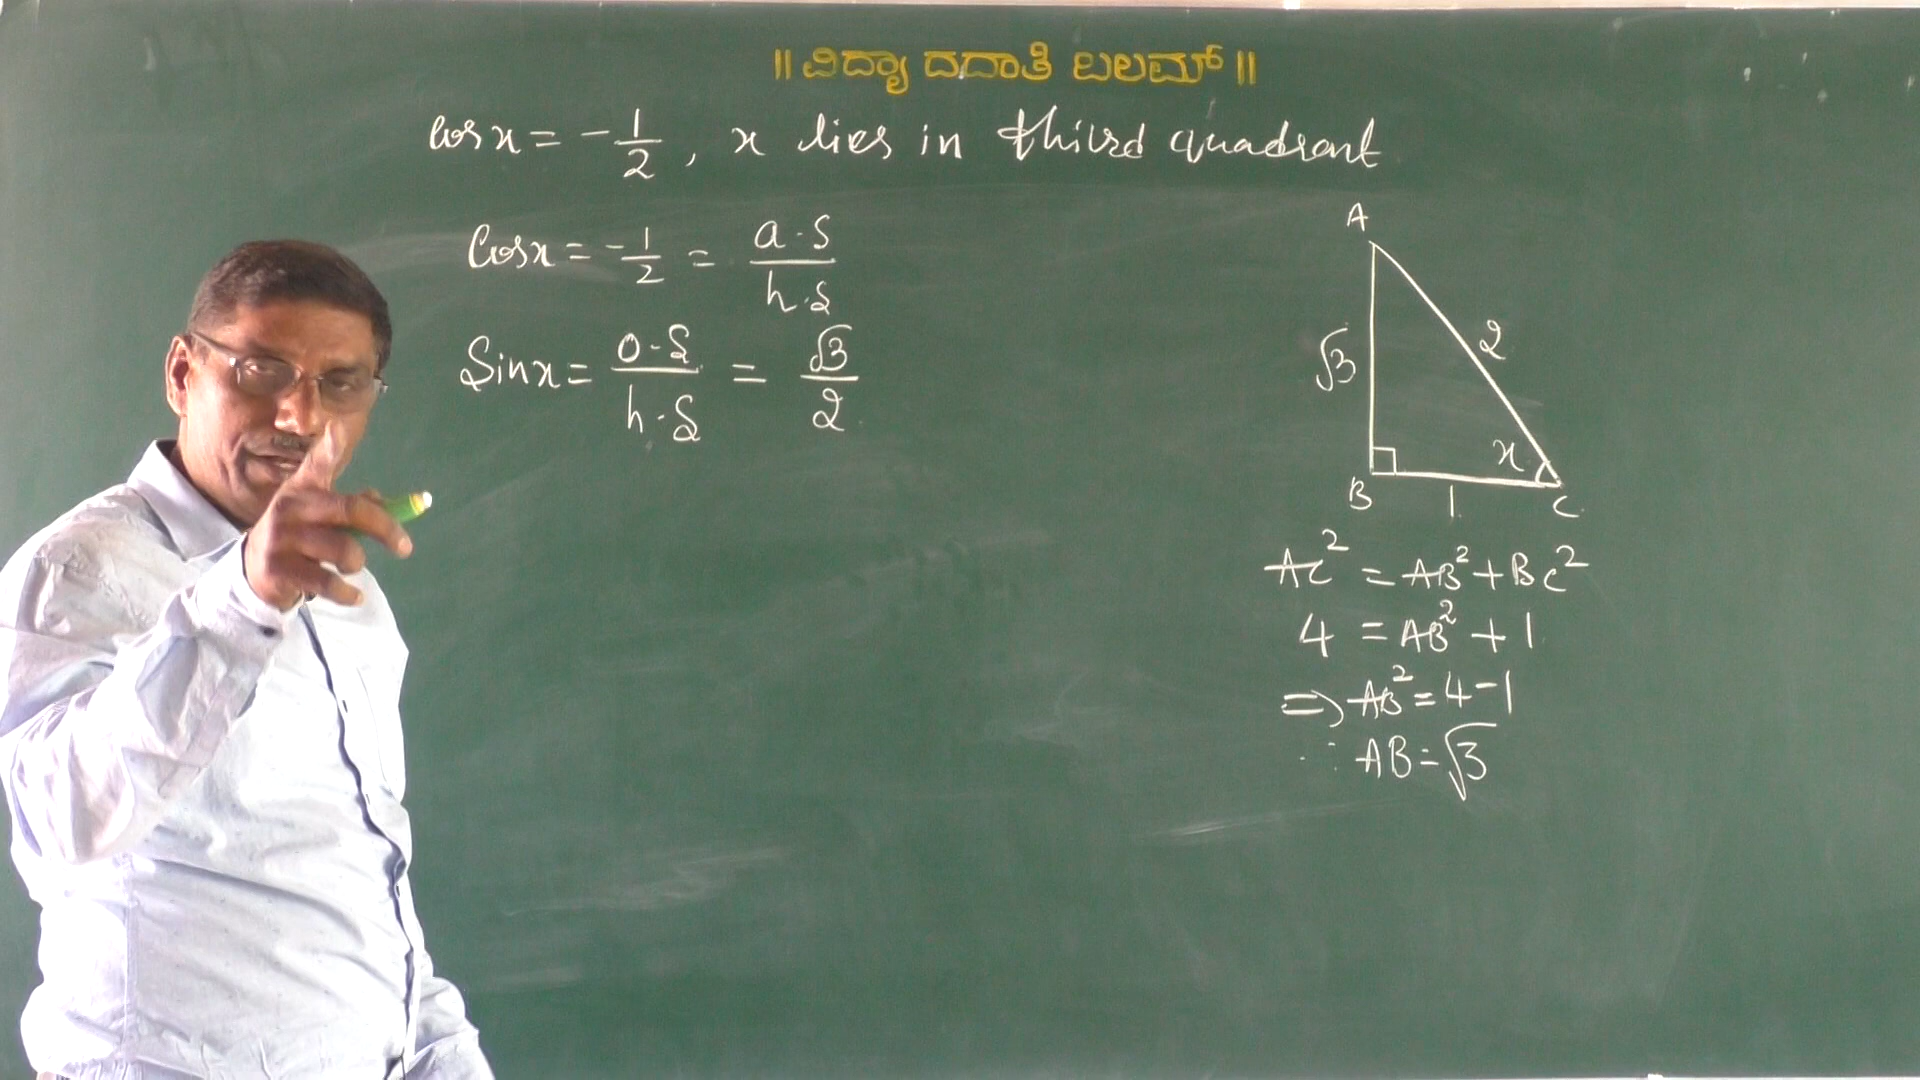 ॥ ವಿದ್ಯಾ ದದಾತಿ ಬಲಮ್ ॥
cos x = -1/2, x lies in third quadrant
Cos x = -1/2 = a.s/h.s
Sin x = o.s/h.s = √3/2
A
√3
2
x
B
1
C
AC² = AB² + BC²
4 = AB² + 1
⇒ AB² = 4-1
∴ AB = √3